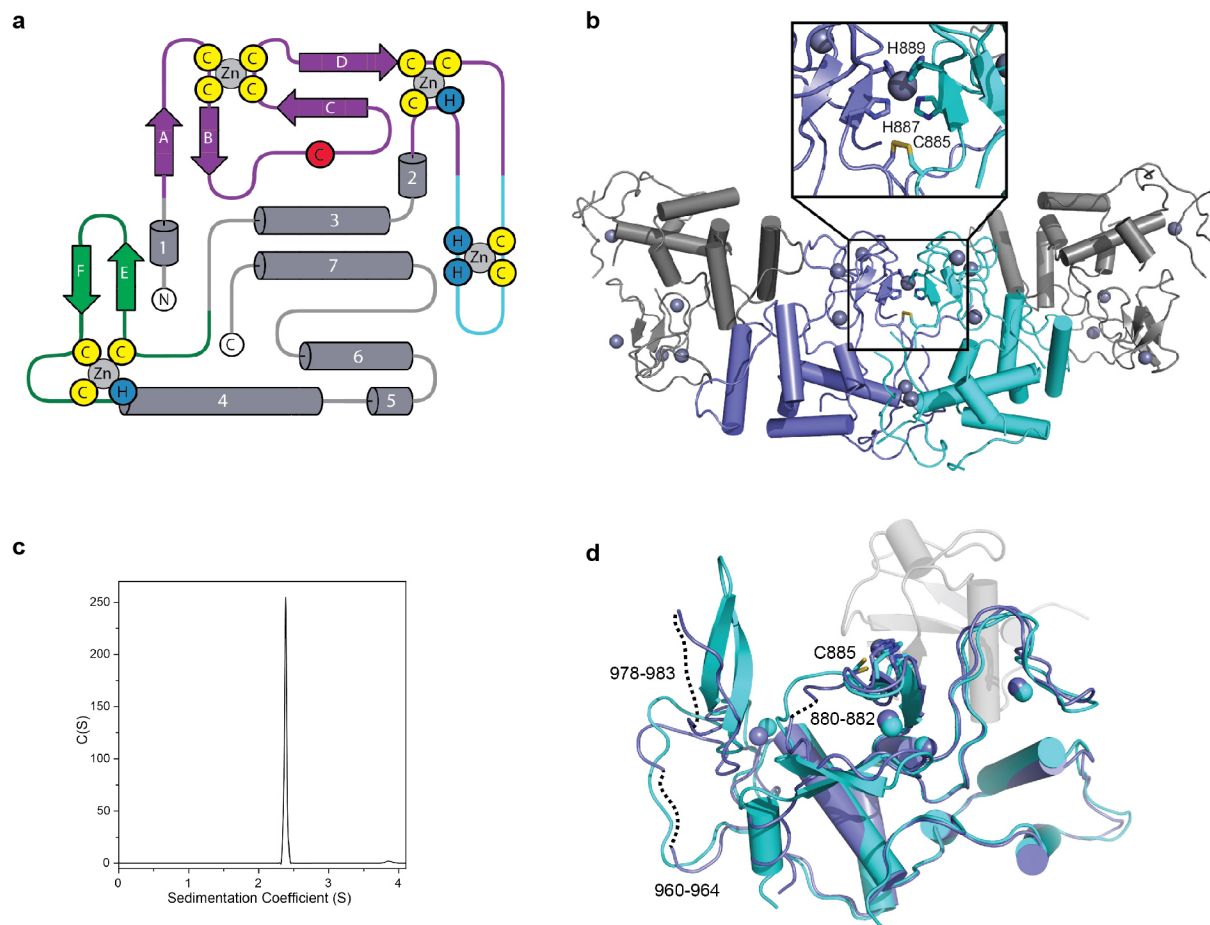 a
C
C
Zn
C
C
D
C
C
Zn
C
H
A
B
C
C
2
1
3
N
F
E
7
H
C
Zn
H
C
C
C
C
Zn
C
H
6
4
5
b
H889
H887
C885
c
250
200
150
100
50
0
C(S)
0
1
2
3
4
Sedimentation Coefficient (S)
d
C885
978-983
880-882
960-964